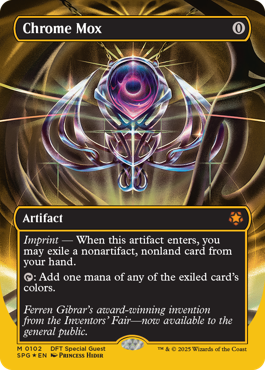 Chrome Mox 0
Artifact
Imprint — When this artifact enters, you
may exile a nonartifact, nonland card from
your hand.
: Add one mana of any of the exiled card's
colors.
Ferren Gibrar's award-winning invention
from the Inventors' Fair—now available to the
general public.
M 0102 DFT Special Guest
SPG EN Princess Hidir ™ & © 2025 Wizards of the Coast